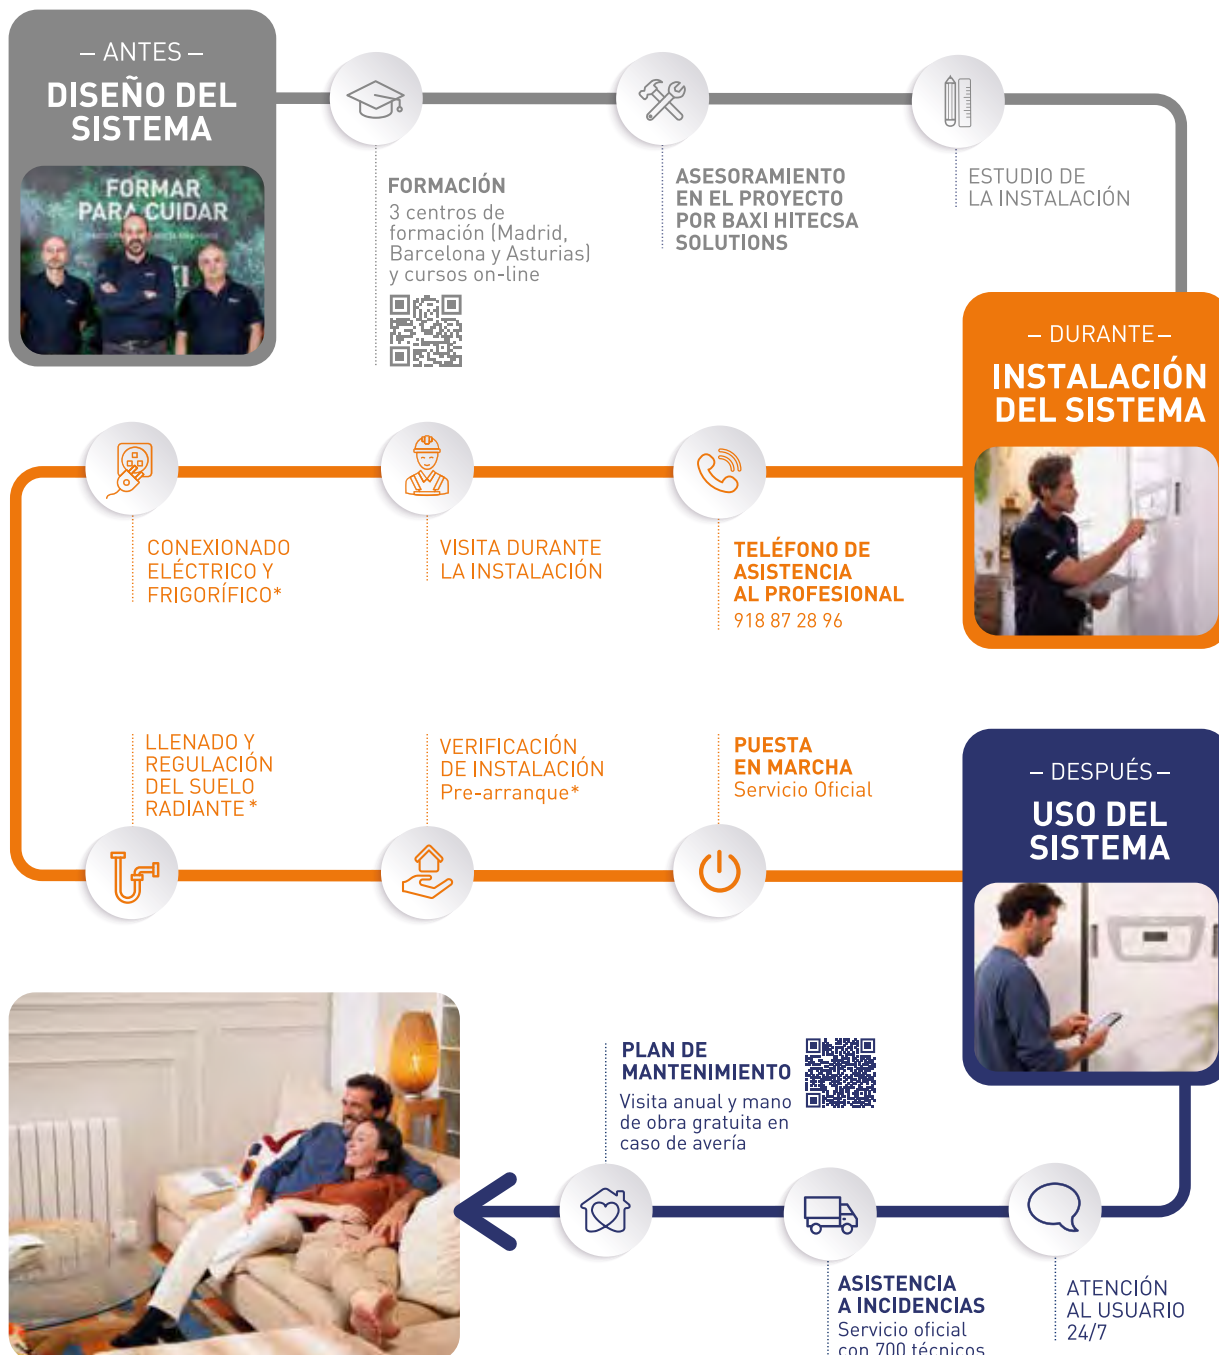 – ANTES –
DISEÑO DEL
SISTEMA
FORMAR
PARA CUIDAR
FORMACIÓN
3 centros de
formación (Madrid,
Barcelona y Asturias)
y cursos on-line
ASESORAMIENTO
EN EL PROYECTO
POR BAXI HITECSA
SOLUTIONS
ESTUDIO DE
LA INSTALACIÓN
– DURANTE –
INSTALACIÓN
DEL SISTEMA
TELÉFONO DE
ASISTENCIA
AL PROFESIONAL
918 87 28 96
VISITA DURANTE
LA INSTALACIÓN
CONEXIONADO
ELÉCTRICO Y
FRIGORÍFICO*
LLENADO Y
REGULACIÓN
DEL SUELO
RADIANTE *
VERIFICACIÓN
DE INSTALACIÓN
Pre-arranque*
PUESTA
EN MARCHA
Servicio Oficial
– DESPUÉS –
USO DEL
SISTEMA
ATENCIÓN
AL USUARIO
24/7
ASISTENCIA
A INCIDENCIAS
Servicio oficial
con 700 técnicos
PLAN DE
MANTENIMIENTO
Visita anual y mano
de obra gratuita en
caso de avería